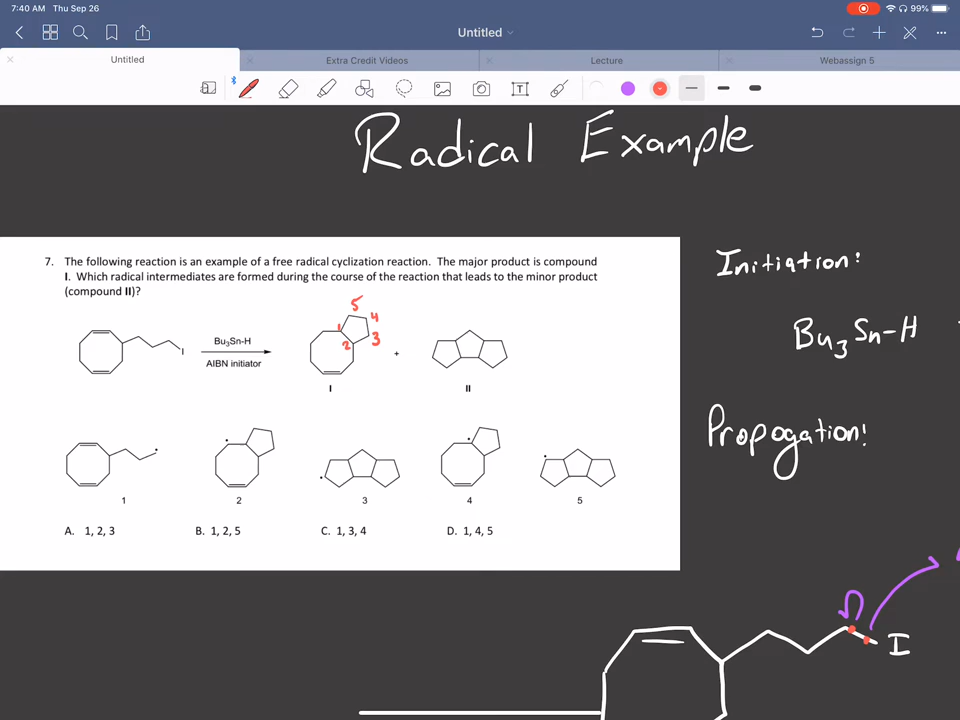 7:40 AM Thu Sep 26
99%
Untitled
Untitled
Extra Credit Videos
Lecture
Webassign 5
T
Radical Example
7. The following reaction is an example of a free radical cyclization reaction. The major product is compound
I. Which radical intermediates are formed during the course of the reaction that leads to the minor product
(compound II)?
I
Bu3Sn-H
AIBN initiator
1
2
3
4
5
+
I
II
1
2
3
4
5
A. 1, 2, 3
B. 1, 2, 5
C. 1, 3, 4
D. 1, 4, 5
Initiation:
Bu3Sn-H
Propogation:
I